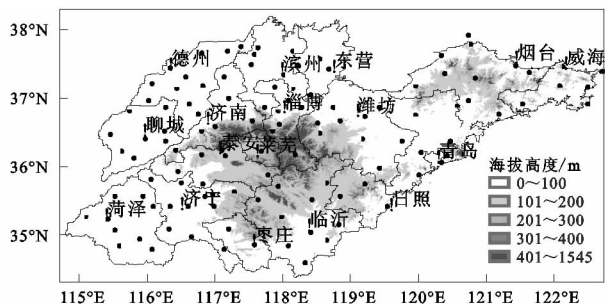 38°N
37°N
36°N
35°N
德州
滨州
东营
烟台
威海
淄博
潍坊
聊城
济南
泰安
莱芜
青岛
菏泽
济宁
日照
临沂
枣庄
海拔高度/m
0~100
101~200
201~300
301~400
401~1545
115°E
116°E
117°E
118°E
119°E
120°E
121°E
122°E